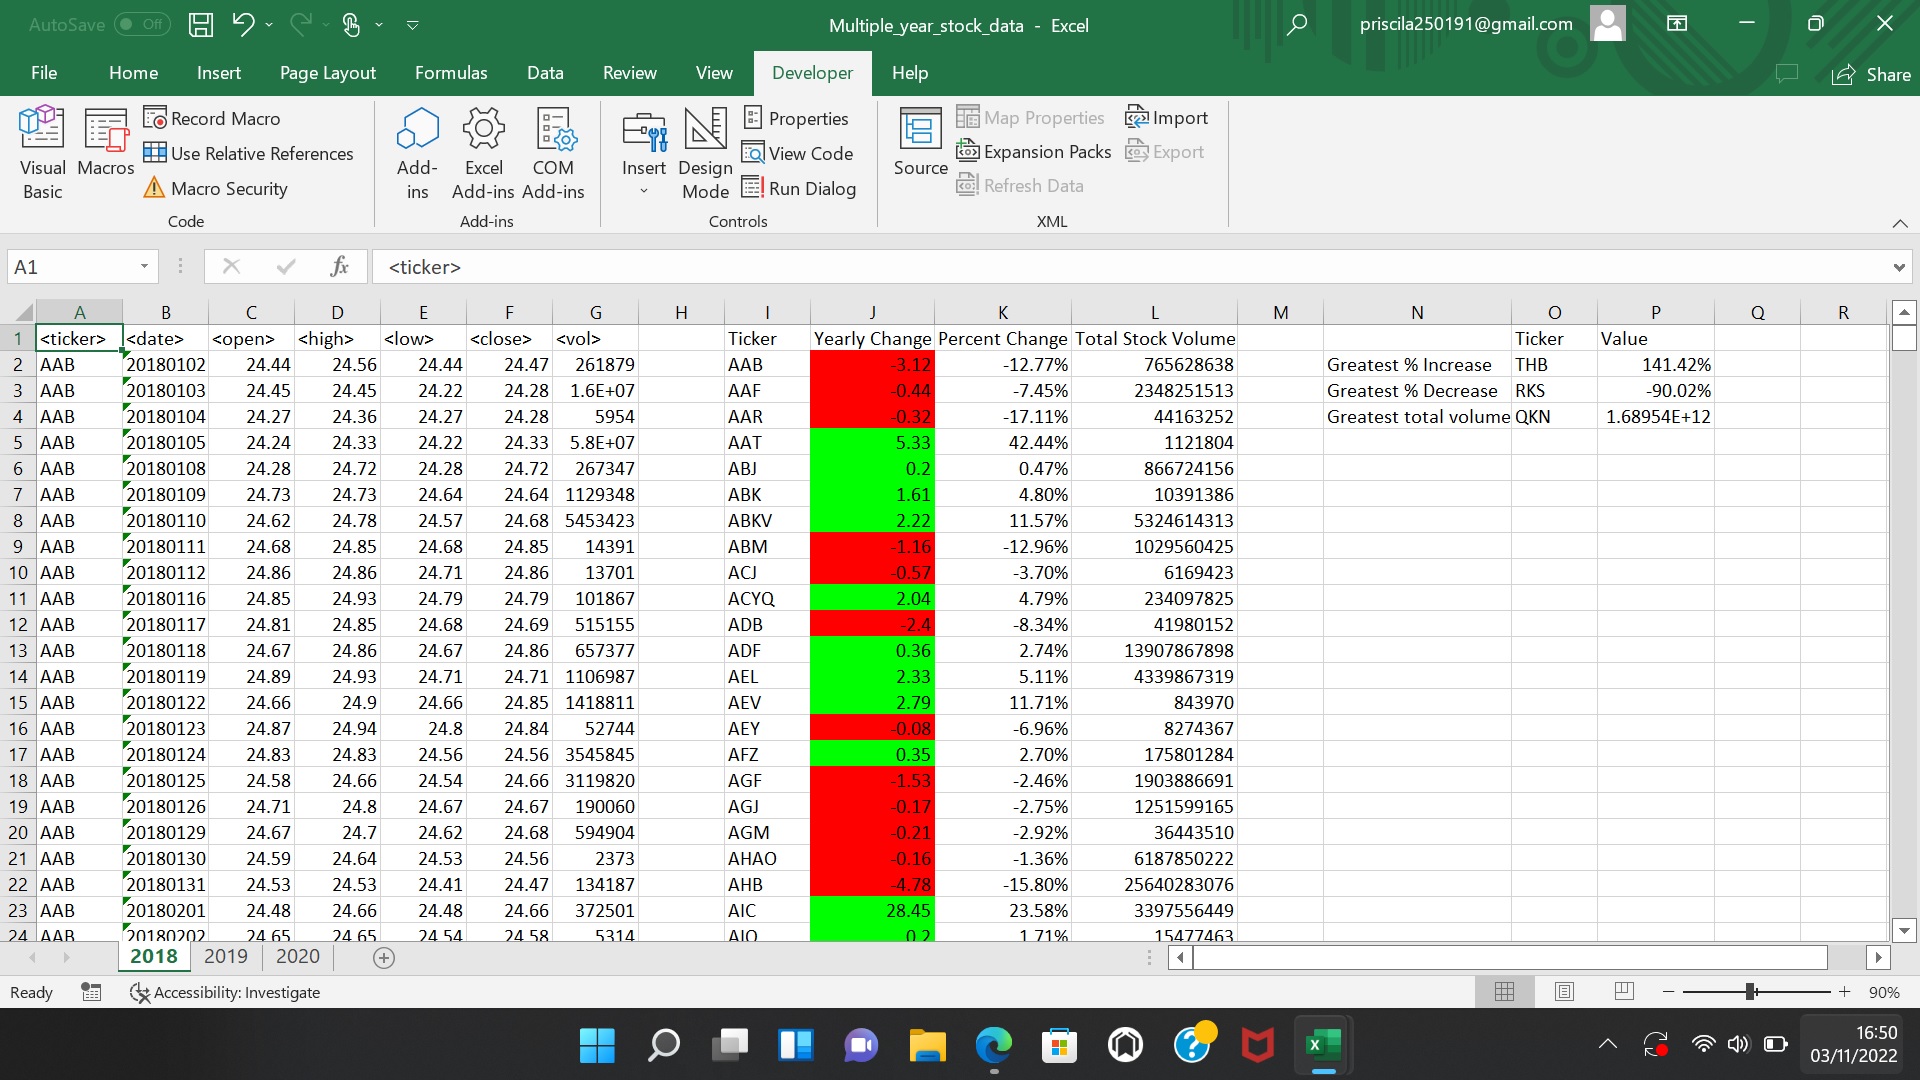 AutoSave Off Multiple_year_stock_data - Excel priscila250191@gmail.com
File Home Insert Page Layout Formulas Data Review View Developer Help Share
Visual Basic
Macros
Record Macro
Use Relative References
Macro Security
Code
Add-ins
Excel Add-ins
COM Add-ins
Add-ins
Insert
Design Mode
Properties
View Code
Run Dialog
Controls
Source
Map Properties
Expansion Packs
Refresh Data
Import
Export
XML
A1 fx <ticker>
A B C D E F G H I J K L M N O P Q R
1 <ticker> <date> <open> <high> <low> <close> <vol> Ticker Yearly Change Percent Change Total Stock Volume Ticker Value
2 AAB 20180102 24.44 24.56 24.44 24.47 261879 AAB -3.12 -12.77% 765628638 Greatest % Increase THB 141.42%
3 AAB 20180103 24.45 24.45 24.22 24.28 1.6E+07 AAF -0.44 -7.45% 2348251513 Greatest % Decrease RKS -90.02%
4 AAB 20180104 24.27 24.36 24.27 24.28 5954 AAR -0.32 -17.11% 44163252 Greatest total volume QKN 1.68954E+12
5 AAB 20180105 24.24 24.33 24.22 24.33 5.8E+07 AAT 5.33 42.44% 1121804
6 AAB 20180108 24.28 24.72 24.28 24.72 267347 ABJ 0.2 0.47% 866724156
7 AAB 20180109 24.73 24.73 24.64 24.64 1129348 ABK 1.61 4.80% 10391386
8 AAB 20180110 24.62 24.78 24.57 24.68 5453423 ABKV 2.22 11.57% 5324614313
9 AAB 20180111 24.68 24.85 24.68 24.85 14391 ABM -1.16 -12.96% 1029560425
10 AAB 20180112 24.86 24.86 24.71 24.86 13701 ACJ -0.57 -3.70% 6169423
11 AAB 20180116 24.85 24.93 24.79 24.79 101867 ACYQ 2.04 4.79% 234097825
12 AAB 20180117 24.81 24.85 24.68 24.69 515155 ADB -2.4 -8.34% 41980152
13 AAB 20180118 24.67 24.86 24.67 24.86 657377 ADF 0.36 2.74% 13907867898
14 AAB 20180119 24.89 24.93 24.71 24.71 1106987 AEL 2.33 5.11% 4339867319
15 AAB 20180122 24.66 24.9 24.66 24.85 1418811 AEV 2.79 11.71% 843970
16 AAB 20180123 24.87 24.94 24.8 24.84 52744 AEY -0.08 -6.96% 8274367
17 AAB 20180124 24.83 24.83 24.56 24.56 3545845 AFZ 0.35 2.70% 175801284
18 AAB 20180125 24.58 24.66 24.54 24.66 3119820 AGF -1.53 -2.46% 1903886691
19 AAB 20180126 24.71 24.8 24.67 24.67 190060 AGJ -0.17 -2.75% 1251599165
20 AAB 20180129 24.67 24.7 24.62 24.68 594904 AGM -0.21 -2.92% 36443510
21 AAB 20180130 24.59 24.64 24.53 24.56 2373 AHAO -0.16 -1.36% 6187850222
22 AAB 20180131 24.53 24.53 24.41 24.47 134187 AHB -4.78 -15.80% 25640283076
23 AAB 20180201 24.48 24.66 24.48 24.66 372501 AIC 28.45 23.58% 3397556449
24 AAB 20180202 24.65 24.65 24.54 24.58 5314 AIO 0.2 1.71% 15477463
2018 2019 2020
Ready Accessibility: Investigate 90%
16:50
03/11/2022